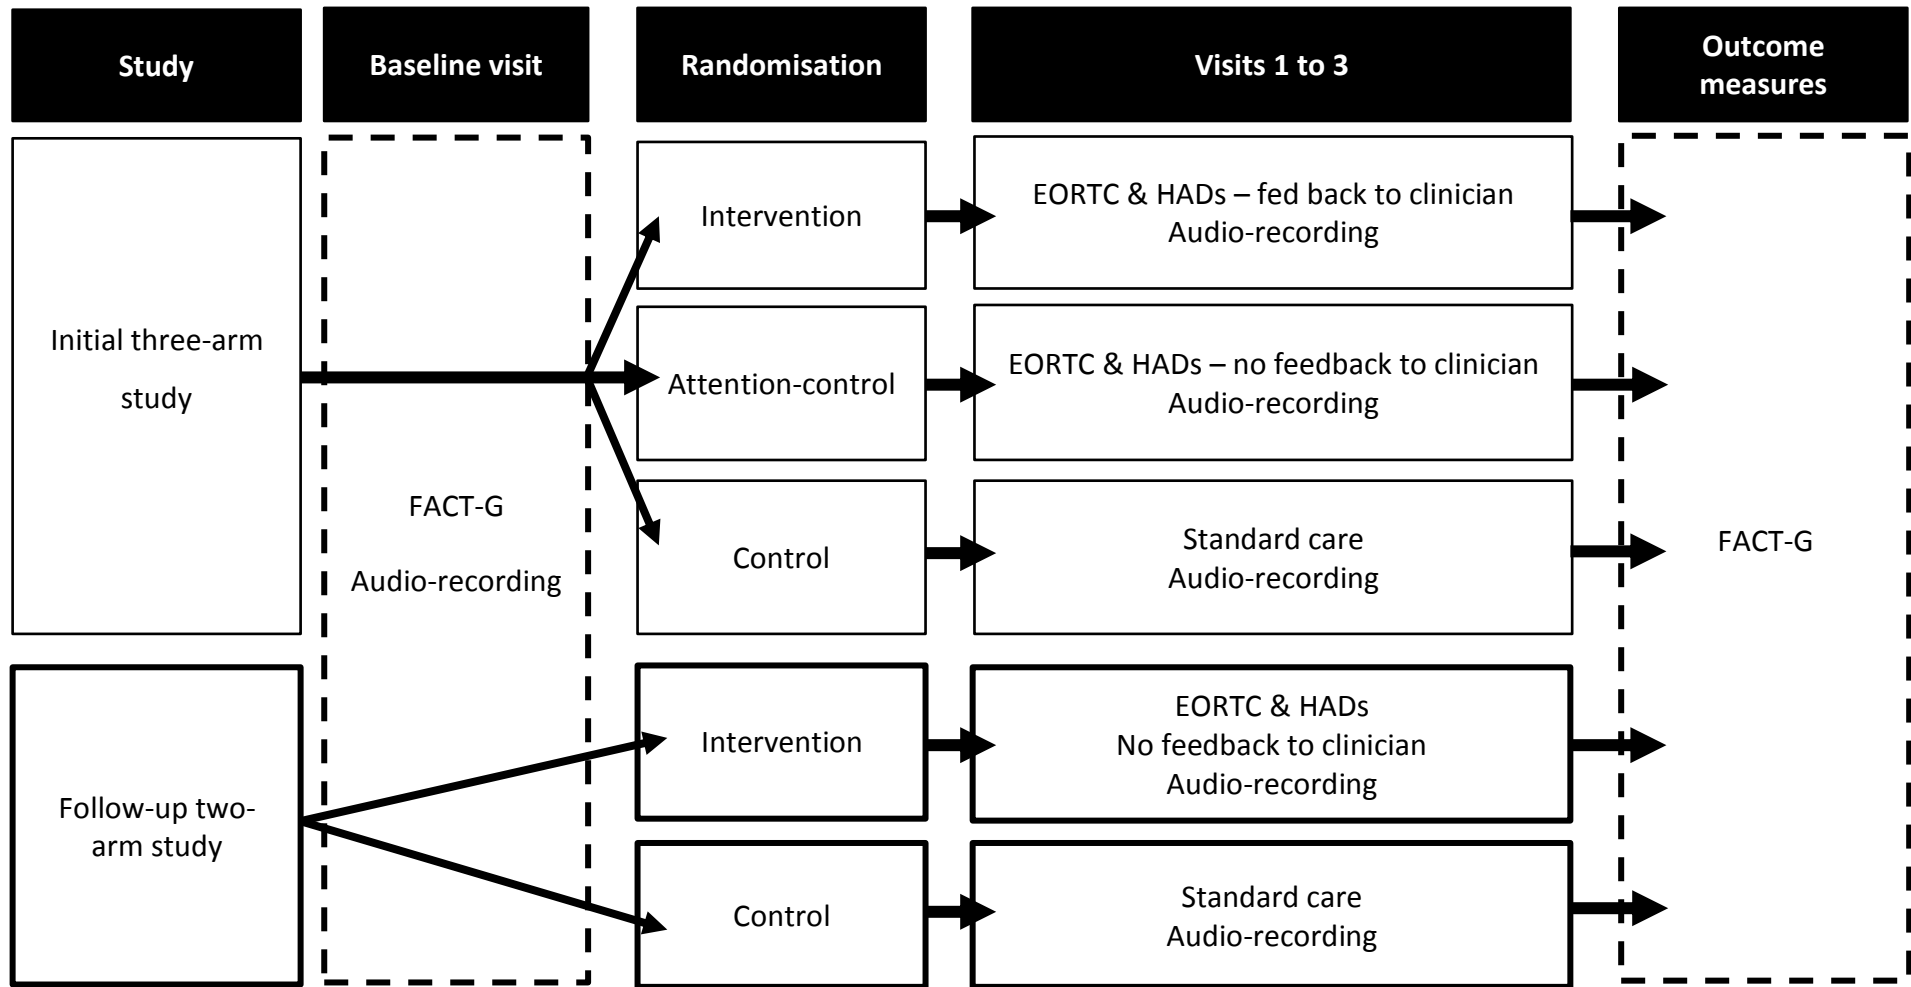 Study
Baseline visit
Randomisation
Visits 1 to 3
Outcome
measures
Initial three-arm
study
FACT-G
Audio-recording
Intervention
EORTC & HADs – fed back to clinician
Audio-recording
Attention-control
EORTC & HADs – no feedback to clinician
Audio-recording
Control
Standard care
Audio-recording
FACT-G
Follow-up two-
arm study
Intervention
EORTC & HADs
No feedback to clinician
Audio-recording
Control
Standard care
Audio-recording